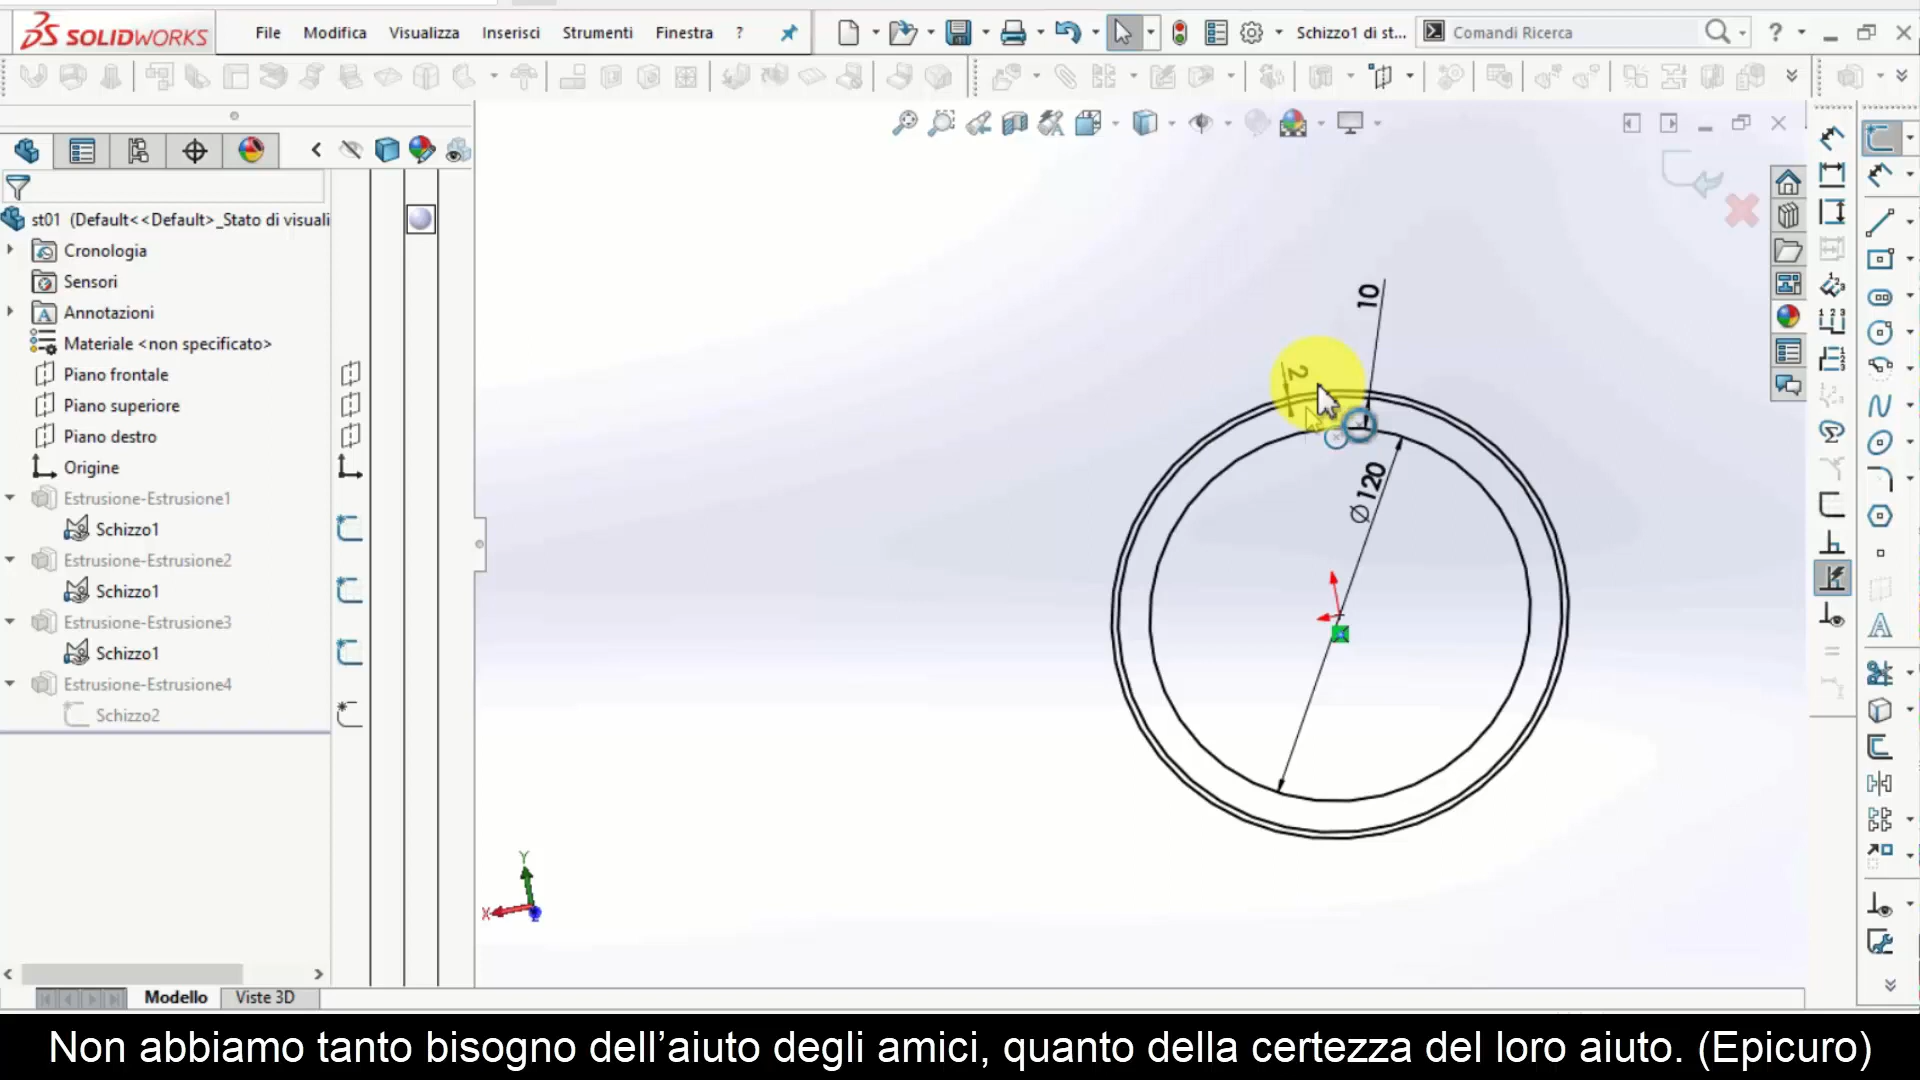 SOLIDWORKS
File Modifica Visualizza Inserisci Strumenti Finestra ?
Schizzo1 di st...
Comandi Ricerca
?
st01 (Default<<Default>_Stato di visuali
Cronologia
Sensori
Annotazioni
Materiale <non specificato>
Piano frontale
Piano superiore
Piano destro
Origine
Estrusione-Estrusione1
Schizzo1
Estrusione-Estrusione2
Schizzo1
Estrusione-Estrusione3
Schizzo1
Estrusione-Estrusione4
Schizzo2
10
2
Ø120
Y
X
Modello Viste 3D
Non abbiamo tanto bisogno dell’aiuto degli amici, quanto della certezza del loro aiuto. (Epicuro)